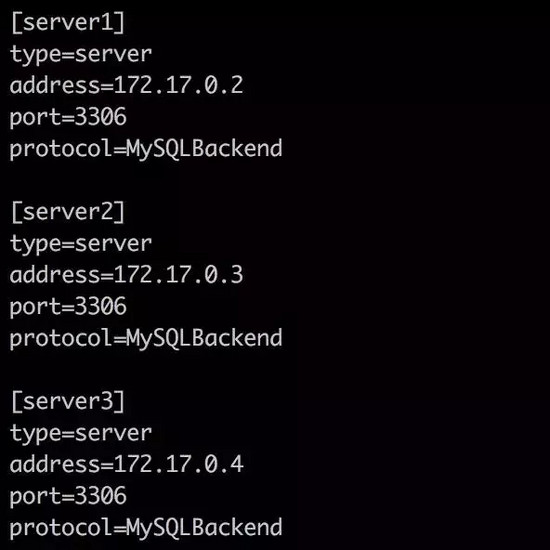 [server1]
type=server
address=172.17.0.2
port=3306
protocol=MySQLBackend
[server2]
type=server
address=172.17.0.3
port=3306
protocol=MySQLBackend
[server3]
type=server
address=172.17.0.4
port=3306
protocol=MySQLBackend